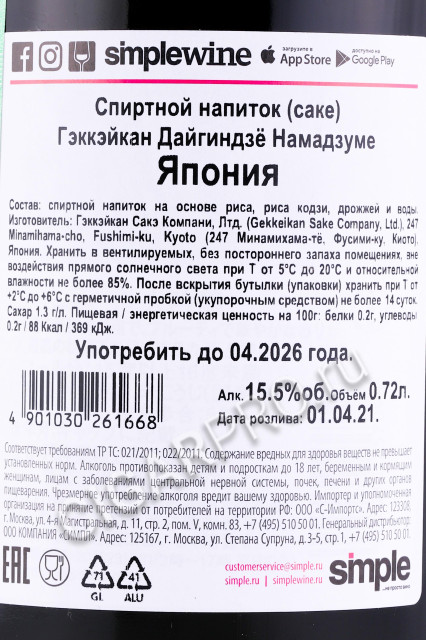 simplewine загрузите в App Store доступно на Google Play
Спиртной напиток (саке)
Гэккэйкан Дайгиндзё Намадзуме
Япония
Состав: спиртной напиток на основе риса, риса кодзи, дрожжей и воды.
Изготовитель: Гэккэйкан Сакэ Компани, Лтд. (Gekkeikan Sake Company, Ltd.), 247
Minamihama-cho, Fushimi-ku, Kyoto (247 Минамихама-тё, Фусими-ку, Киото),
Япония. Хранить в вентилируемых, без постороннего запаха помещениях, вне
воздействия прямого солнечного света при Т от 5°С до 20°С и относительной
влажности не более 85%. После вскрытия бутылки (упаковки) хранить при Т от
+2°С до +6°С с герметичной пробкой (укупорочным средством) не более 14 суток.
Сахар 1.3 г/л. Пищевая / энергетическая ценность на 100г: белки 0.2г, углеводы
0.2г / 88 Ккал / 369 кДж.
Употребить до 04.2026 года.
4 901030 261668
Алк. 15.5%об. Объём 0.72л.
Дата розлива: 01.04.21.
Соответствует требованиям ТР ТС: 021/2011; 022/2011. Содержание вредных для здоровья веществ не превышает
установленных норм. Алкоголь противопоказан детям и подросткам до 18 лет, беременным и кормящим
женщинам, лицам с заболеваниями центральной нервной системы, почек, печени и других органов
пищеварения. Чрезмерное употребление алкоголя вредит вашему здоровью. Импортер и уполномоченная
организация на принятие претензий от потребителей на территории РФ: ООО «С-Импортс». Адрес: 123308,
г. Москва, ул. 4-я Магистральная, д. 11, стр. 2, пом. V, комн. 83, +7 (495) 510 50 01. Генеральный дистрибьютор:
ООО «Компания «СИМПЛ». Адрес: 125167, г. Москва, ул. Степана Супруна, д. 3-5, стр. 1, +7 (495) 510 50 01.
EAC 71 GL 41 ALU
customerservice@simple.ru
simple.ru | simplewine.ru
simple
...не просто вино
CIGARPRO.RU